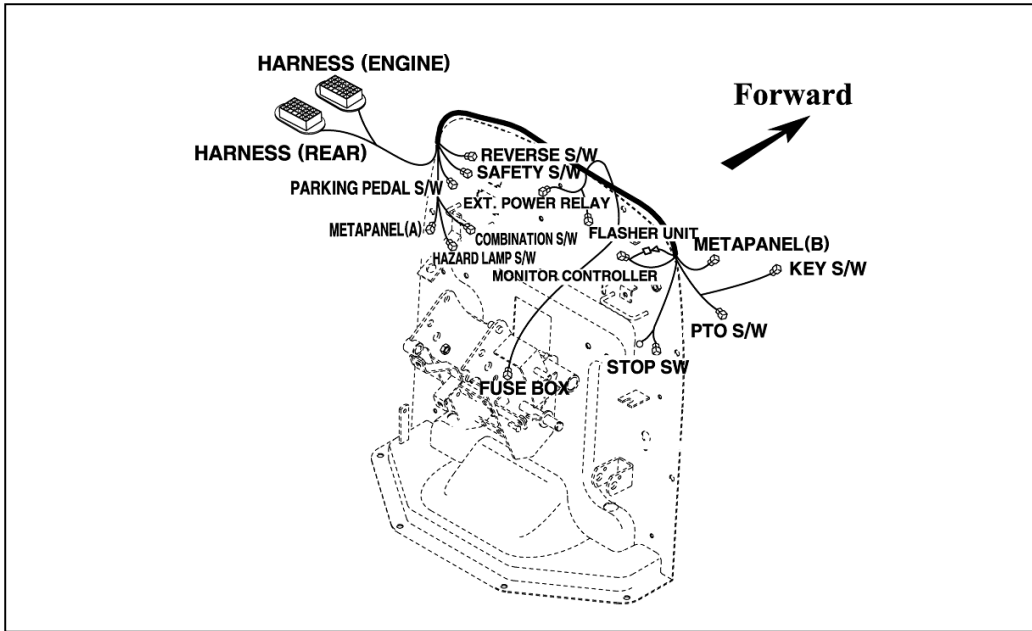 HARNESS (ENGINE)
Forward
HARNESS (REAR)
REVERSE S/W
SAFETY S/W
PARKING PEDAL S/W
EXT. POWER RELAY
METAPANEL(A)
COMBINATION S/W
FLASHER UNIT
METAPANEL(B)
HAZARD LAMP S/W
MONITOR CONTROLLER
KEY S/W
PTO S/W
STOP SW
FUSE BOX